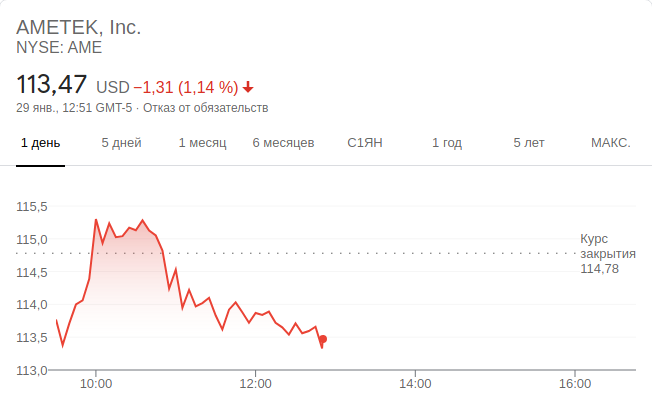 AMETEK, Inc.
NYSE: AME
113,47 USD −1,31 (1,14 %)
29 янв., 12:51 GMT-5 · Отказ от обязательств
1 день 5 дней 1 месяц 6 месяцев С1ЯН 1 год 5 лет МАКС.
115,5
115,0
114,5
114,0
113,5
113,0
Курс
закрытия
114,78
10:00 12:00 14:00 16:00